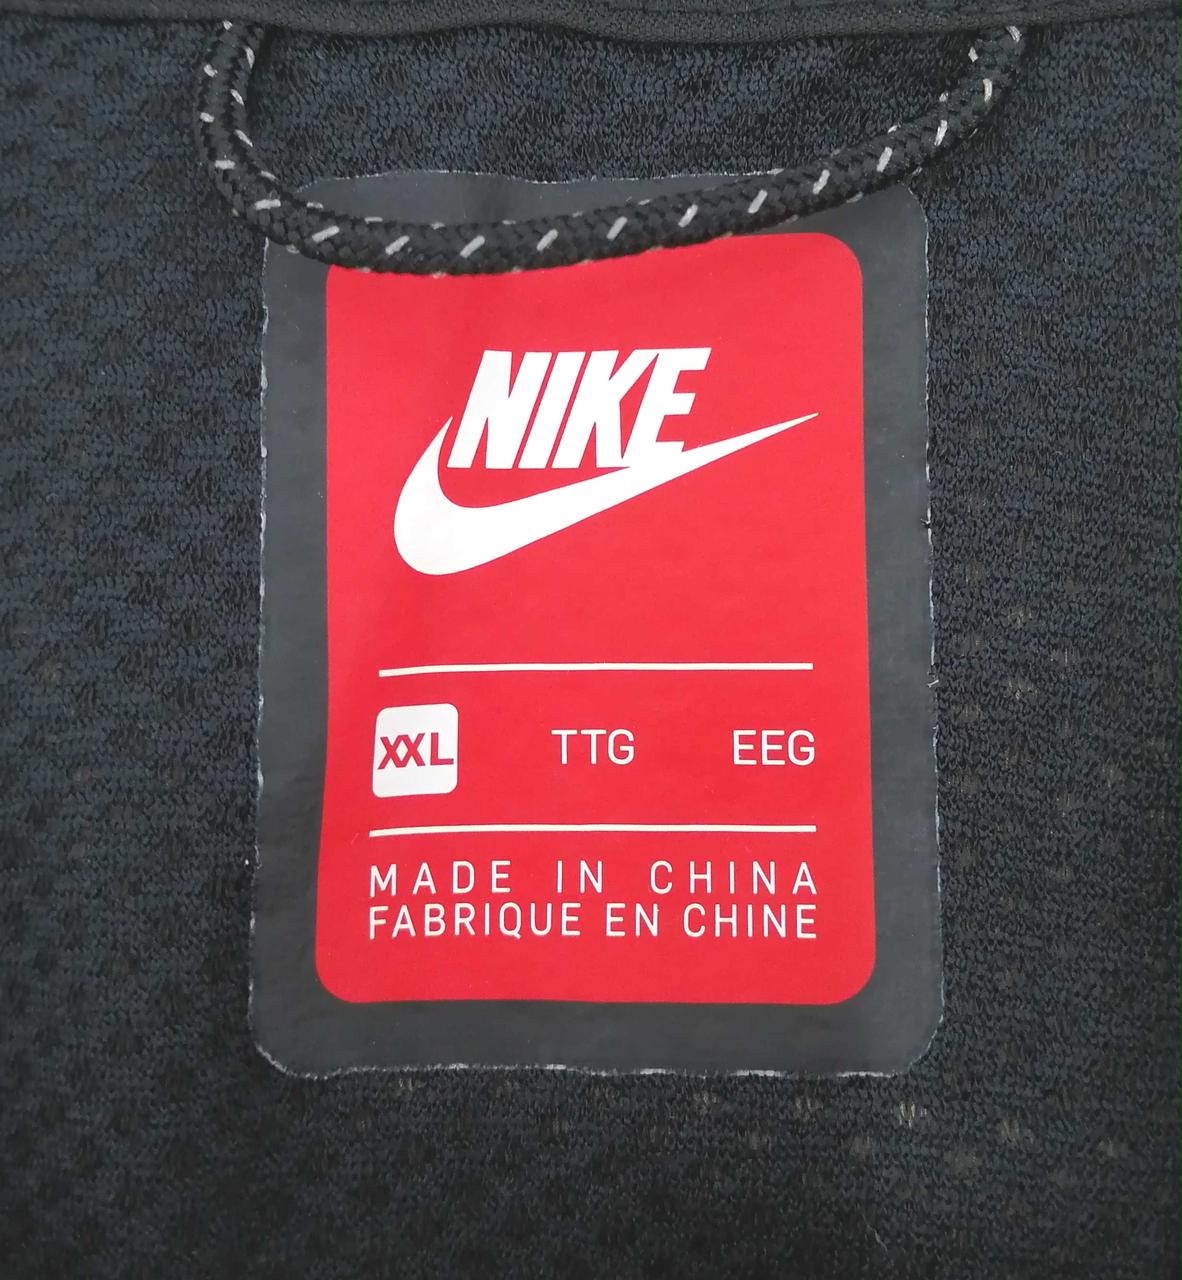 NIKE
XXL TTG EEG
MADE IN CHINA
FABRIQUE EN CHINE